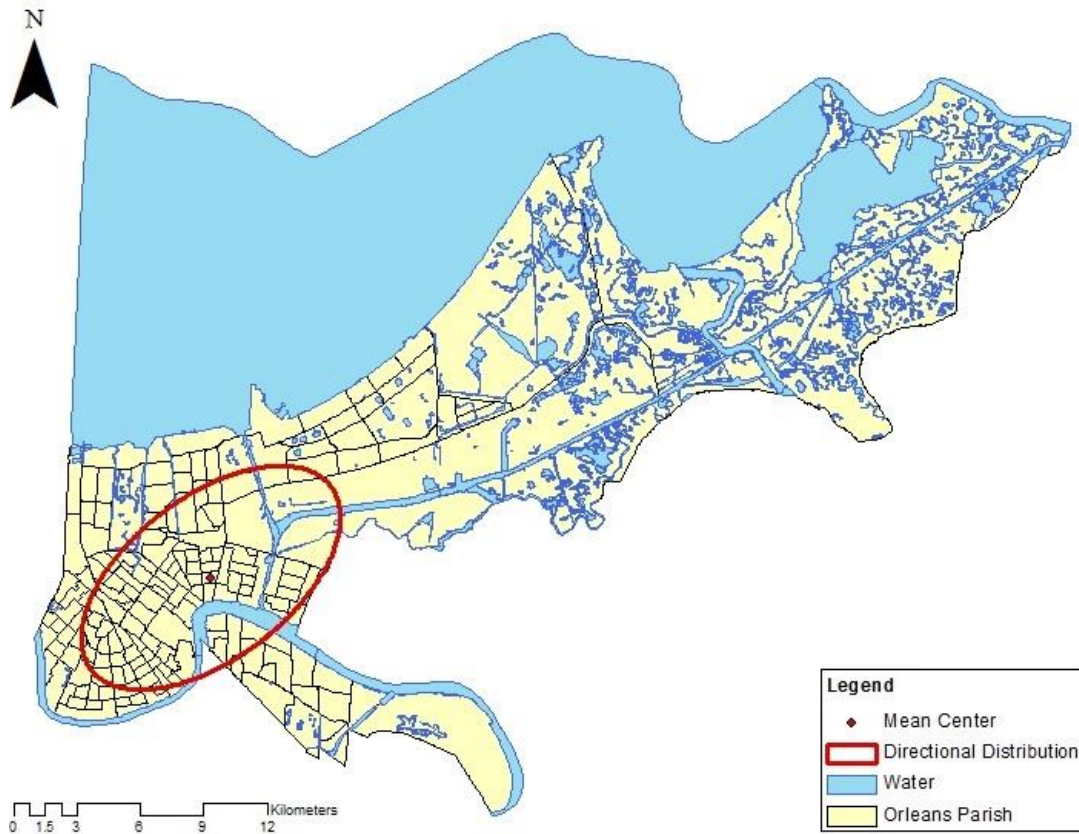 N
Legend
Mean Center
Directional Distribution
Water
Orleans Parish
Kilometers
0 1.5 3 6 9 12